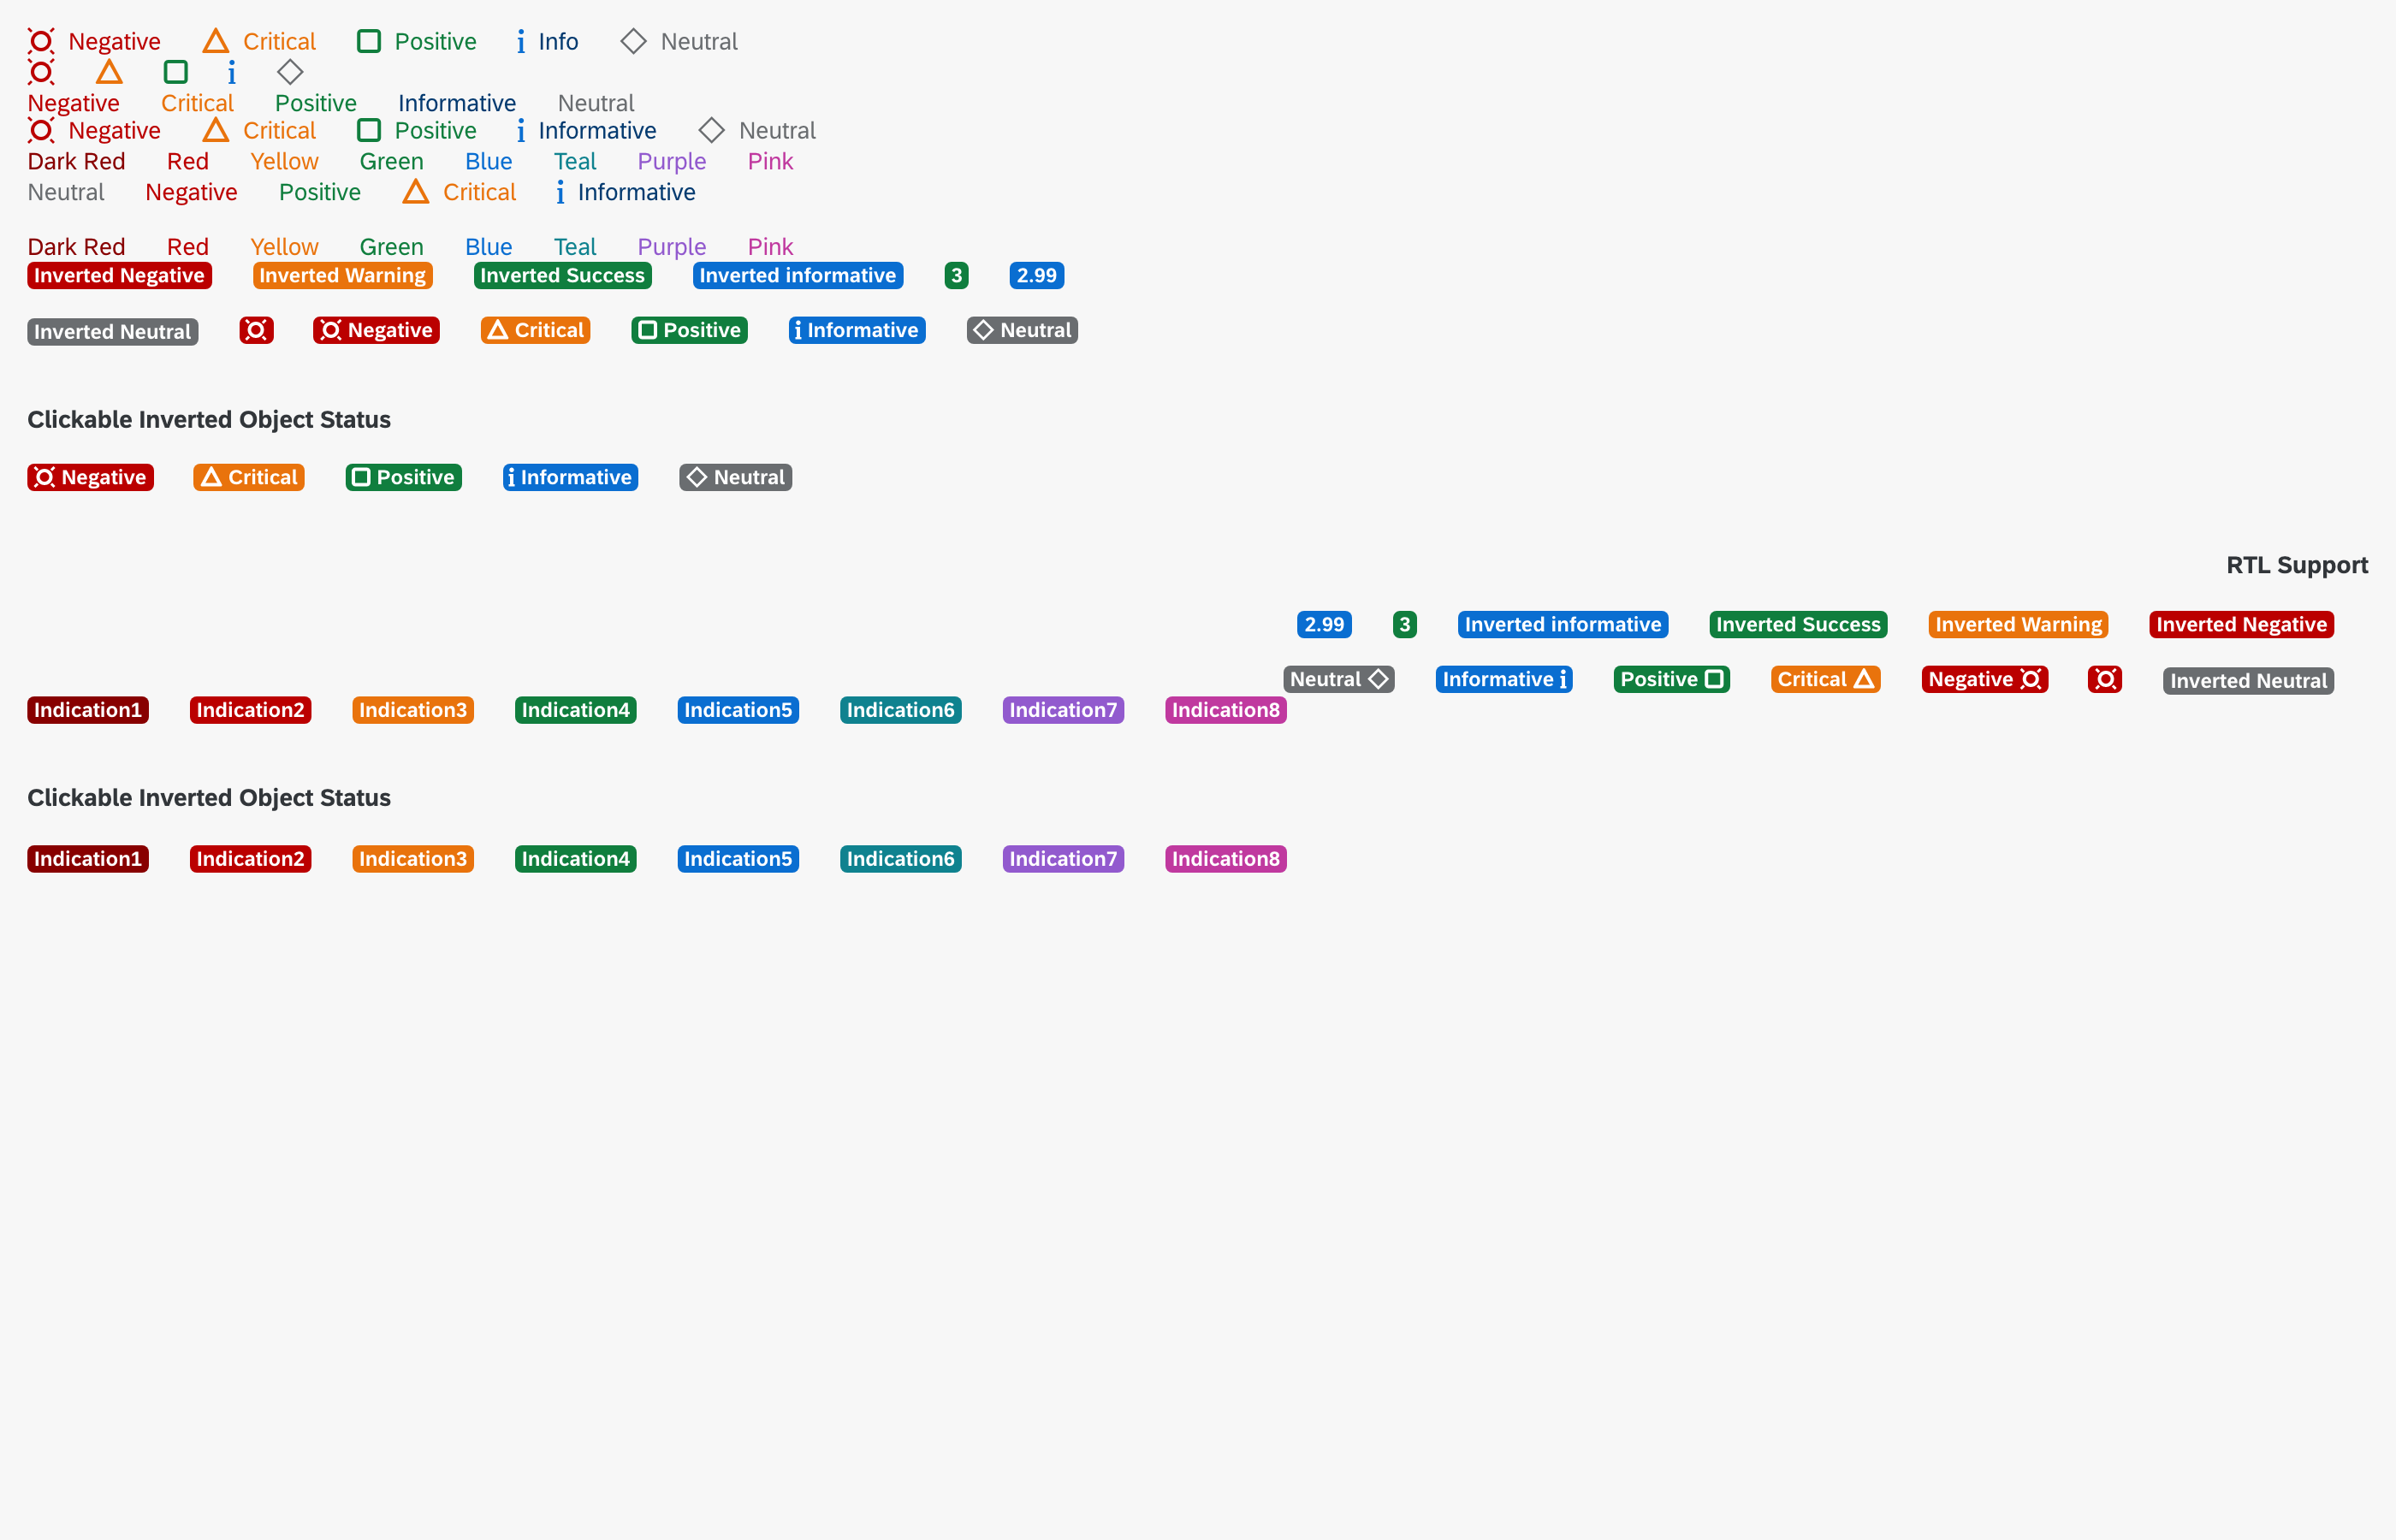 Negative Critical Positive Info Neutral
Negative Critical Positive Informative Neutral
Negative Critical Positive Informative Neutral
Dark Red Red Yellow Green Blue Teal Purple Pink
Neutral Negative Positive Critical Informative
Dark Red Red Yellow Green Blue Teal Purple Pink
Inverted Negative Inverted Warning Inverted Success Inverted informative 3 2.99
Inverted Neutral Negative Critical Positive Informative Neutral
Clickable Inverted Object Status
Negative Critical Positive Informative Neutral
RTL Support
2.99 3 Inverted informative Inverted Success Inverted Warning Inverted Negative
Neutral Informative Positive Critical Negative Inverted Neutral
Indication1 Indication2 Indication3 Indication4 Indication5 Indication6 Indication7 Indication8
Clickable Inverted Object Status
Indication1 Indication2 Indication3 Indication4 Indication5 Indication6 Indication7 Indication8